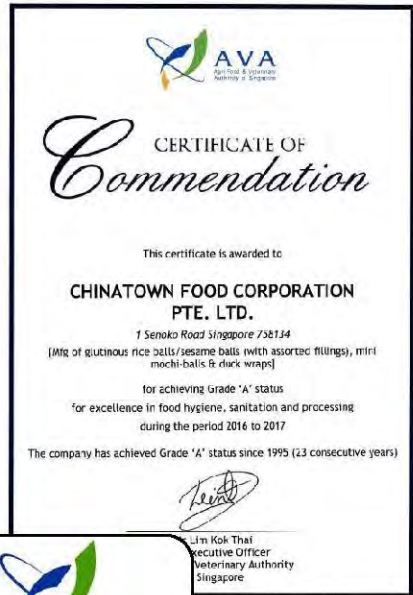 AVA
Agri Food & Veterinary
Authority of Singapore
CERTIFICATE OF
Commendation
This certificate is awarded to
CHINATOWN FOOD CORPORATION
PTE. LTD.
1 Senoko Road Singapore 758134
[Mfg of glutinous rice balls/sesame balls (with assorted fillings), mini
mochi-balls & duck wraps]
for achieving Grade 'A' status
for excellence in food hygiene, sanitation and processing
during the period 2016 to 2017
The company has achieved Grade 'A' status since 1995 (23 consecutive years)
Lim Kok Thai
xecutive Officer
Veterinary Authority
Singapore